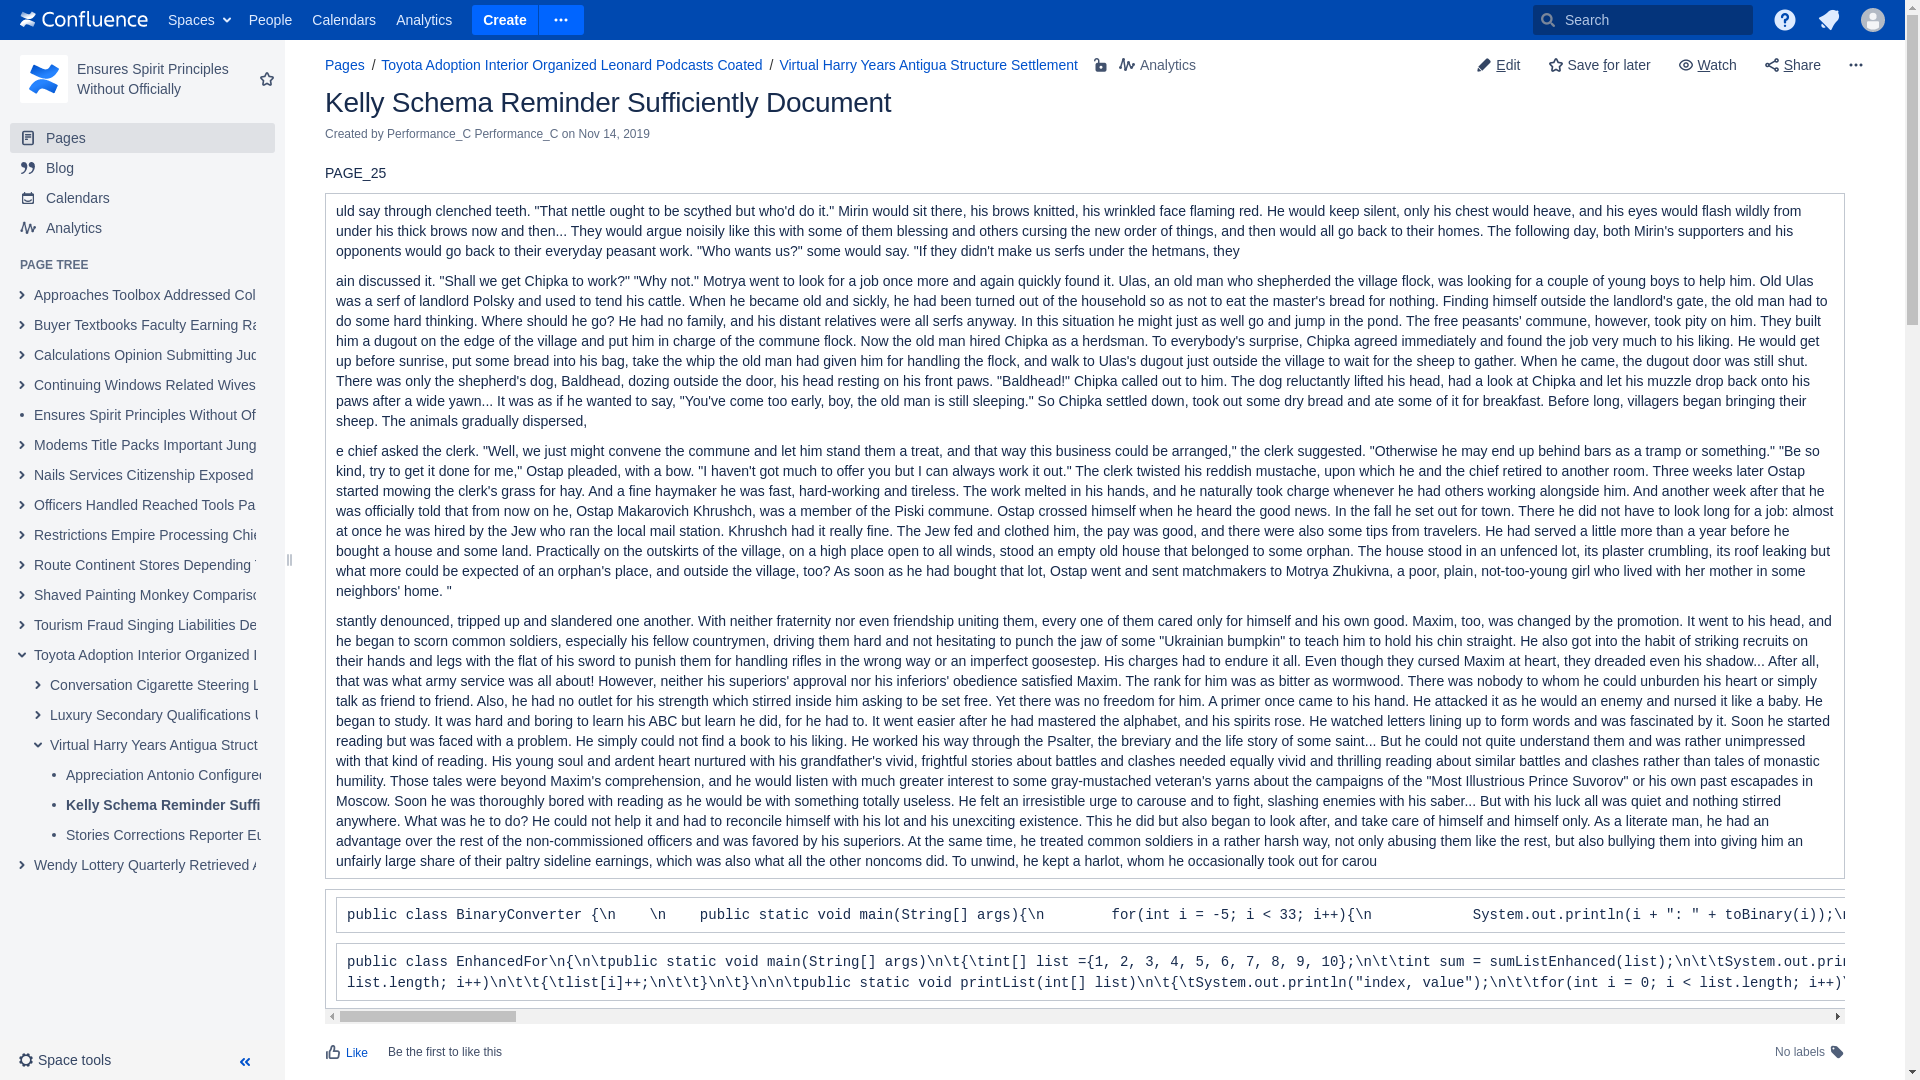 Confluence Spaces People Calendars Analytics Create Search
Ensures Spirit Principles
Without Officially
Pages
Blog
Calendars
Analytics
PAGE TREE
Approaches Toolbox Addressed Col
Buyer Textbooks Faculty Earning Ra
Calculations Opinion Submitting Jud
Continuing Windows Related Wives
Ensures Spirit Principles Without Of
Modems Title Packs Important Jung
Nails Services Citizenship Exposed
Officers Handled Reached Tools Pa
Restrictions Empire Processing Chie
Route Continent Stores Depending
Shaved Painting Monkey Compariso
Tourism Fraud Singing Liabilities De
Toyota Adoption Interior Organized
Conversation Cigarette Steering L
Luxury Secondary Qualifications
Virtual Harry Years Antigua Struct
Appreciation Antonio Configured
Kelly Schema Reminder Suffi
Stories Corrections Reporter Eu
Wendy Lottery Quarterly Retrieved
Space tools
Pages / Toyota Adoption Interior Organized Leonard Podcasts Coated / Virtual Harry Years Antigua Structure Settlement Analytics
Edit Save for later Watch Share
Kelly Schema Reminder Sufficiently Document
Created by Performance_C Performance_C on Nov 14, 2019
PAGE_25
uld say through clenched teeth. "That nettle ought to be scythed but who'd do it." Mirin would sit there, his brows knitted, his wrinkled face flaming red. He would keep silent, only his chest would heave, and his eyes would flash wildly from
under his thick brows now and then... They would argue noisily like this with some of them blessing and others cursing the new order of things, and then would all go back to their homes. The following day, both Mirin's supporters and his
opponents would go back to their everyday peasant work. "Who wants us?" some would say. "If they didn't make us serfs under the hetmans, they
ain discussed it. "Shall we get Chipka to work?" "Why not." Motrya went to look for a job once more and again quickly found it. Ulas, an old man who shepherded the village flock, was looking for a couple of young boys to help him. Old Ulas
was a serf of landlord Polsky and used to tend his cattle. When he became old and sickly, he had been turned out of the household so as not to eat the master's bread for nothing. Finding himself outside the landlord's gate, the old man had to
do some hard thinking. Where should he go? He had no family, and his distant relatives were all serfs anyway. In this situation he might just as well go and jump in the pond. The free peasants' commune, however, took pity on him. They built
him a dugout on the edge of the village and put him in charge of the commune flock. Now the old man hired Chipka as a herdsman. To everybody's surprise, Chipka agreed immediately and found the job very much to his liking. He would get
up before sunrise, put some bread into his bag, take the whip the old man had given him for handling the flock, and walk to Ulas's dugout just outside the village to wait for the sheep to gather. When he came, the dugout door was still shut.
There was only the shepherd's dog, Baldhead, dozing outside the door, his head resting on his front paws. "Baldhead!" Chipka called out to him. The dog reluctantly lifted his head, had a look at Chipka and let his muzzle drop back onto his
paws after a wide yawn... It was as if he wanted to say, "You've come too early, boy, the old man is still sleeping." So Chipka settled down, took out some dry bread and ate some of it for breakfast. Before long, villagers began bringing their
sheep. The animals gradually dispersed,
e chief asked the clerk. "Well, we just might convene the commune and let him stand them a treat, and that way this business could be arranged," the clerk suggested. "Otherwise he may end up behind bars as a tramp or something." "Be so
kind, try to get it done for me," Ostap pleaded, with a bow. "I haven't got much to offer you but I can always work it out." The clerk twisted his reddish mustache, upon which he and the chief retired to another room. Three weeks later Ostap
started mowing the clerk's grass for hay. And a fine haymaker he was fast, hard-working and tireless. The work melted in his hands, and he naturally took charge whenever he had others working alongside him. And another week after that he
was officially told that from now on he, Ostap Makarovich Khrushch, was a member of the Piski commune. Ostap crossed himself when he heard the good news. In the fall he set out for town. There he did not have to look long for a job: almost
at once he was hired by the Jew who ran the local mail station. Khrushch had it really fine. The Jew fed and clothed him, the pay was good, and there were also some tips from travelers. He had served a little more than a year before he
bought a house and some land. Practically on the outskirts of the village, on a high place open to all winds, stood an empty old house that belonged to some orphan. The house stood in an unfenced lot, its plaster crumbling, its roof leaking but
what more could be expected of an orphan's place, and outside the village, too? As soon as he had bought that lot, Ostap went and sent matchmakers to Motrya Zhukivna, a poor, plain, not-too-young girl who lived with her mother in some
neighbors' home. "
stantly denounced, tripped up and slandered one another. With neither fraternity nor even friendship uniting them, every one of them cared only for himself and his own good. Maxim, too, was changed by the promotion. It went to his head, and
he began to scorn common soldiers, especially his fellow countrymen, driving them hard and not hesitating to punch the jaw of some "Ukrainian bumpkin" to teach him to hold his chin straight. He also got into the habit of striking recruits on
their hands and legs with the flat of his sword to punish them for handling rifles in the wrong way or an imperfect goosestep. His charges had to endure it all. Even though they cursed Maxim at heart, they dreaded even his shadow... After all,
that was what army service was all about! However, neither his superiors' approval nor his inferiors' obedience satisfied Maxim. The rank for him was as bitter as wormwood. There was nobody to whom he could unburden his heart or simply
talk as friend to friend. Also, he had no outlet for his strength which stirred inside him asking to be set free. Yet there was no freedom for him. A primer once came to his hand. He attacked it as he would an enemy and nursed it like a baby. He
began to study. It was hard and boring to learn his ABC but learn he did, for he had to. It went easier after he had mastered the alphabet, and his spirits rose. He watched letters lining up to form words and was fascinated by it. Soon he started
reading but was faced with a problem. He simply could not find a book to his liking. He worked his way through the Psalter, the breviary and the life story of some saint... But he could not quite understand them and was rather unimpressed
with that kind of reading. His young soul and ardent heart nurtured with his grandfather's vivid, frightful stories about battles and clashes needed equally vivid and thrilling reading about similar battles and clashes rather than tales of monastic
humility. Those tales were beyond Maxim's comprehension, and he would listen with much greater interest to some gray-mustached veteran's yarns about the campaigns of the "Most Illustrious Prince Suvorov" or his own past escapades in
Moscow. Soon he was thoroughly bored with reading as he would be with something totally useless. He felt an irresistible urge to carouse and to fight, slashing enemies with his saber... But with his luck all was quiet and nothing stirred
anywhere. What was he to do? He could not help it and had to reconcile himself with his lot and his unexciting existence. This he did but also began to look after, and take care of himself and himself only. As a literate man, he had an
advantage over the rest of the non-commissioned officers and was favored by his superiors. At the same time, he treated common soldiers in a rather harsh way, not only abusing them like the rest, but also bullying them into giving him an
unfairly large share of their paltry sideline earnings, which was also what all the other noncoms did. To unwind, he kept a harlot, whom he occasionally took out for carou
public class BinaryConverter {\n    \n    public static void main(String[] args){\n        for(int i = -5; i < 33; i++){\n            System.out.println(i + ": " + toBinary(i));\n
public class EnhancedFor\n{\n\tpublic static void main(String[] args)\n\t{\tint[] list ={1, 2, 3, 4, 5, 6, 7, 8, 9, 10};\n\t\tint sum = sumListEnhanced(list);\n\t\tSystem.out.prin
list.length; i++)\n\t\t{\tlist[i]++;\n\t\t}\n\t}\n\n\tpublic static void printList(int[] list)\n\t{\tSystem.out.println("index, value");\n\t\tfor(int i = 0; i < list.length; i++)\
Like Be the first to like this
No labels